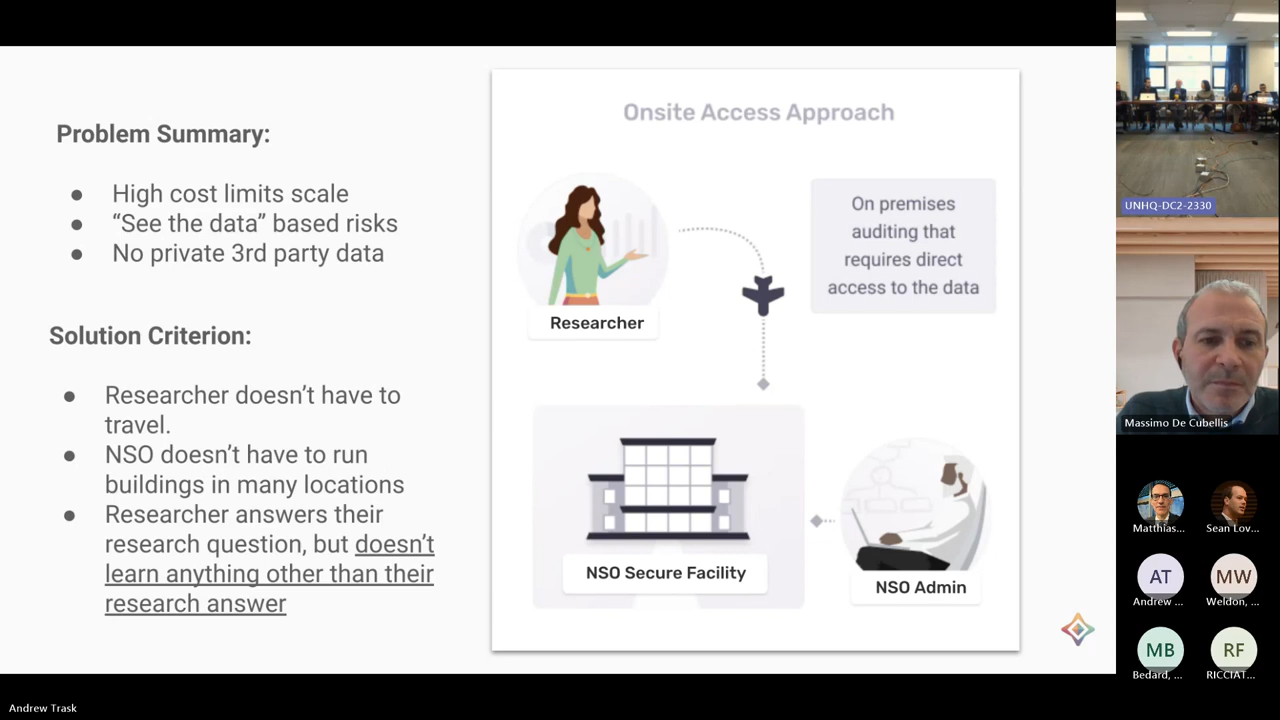 Problem Summary:
● High cost limits scale
● “See the data” based risks
● No private 3rd party data
Solution Criterion:
● Researcher doesn’t have to
travel.
● NSO doesn’t have to run
buildings in many locations
● Researcher answers their
research question, but doesn’t
learn anything other than their
research answer
Onsite Access Approach
On premises
auditing that
requires direct
access to the data
Researcher
NSO Secure Facility
NSO Admin
UNHQ-DC2-2330
Massimo De Cubellis
Matthias...
Sean Lov...
AT
Andrew ...
MW
Weldon, ...
MB
Bedard, ...
RF
RICCIAT...
Andrew Trask